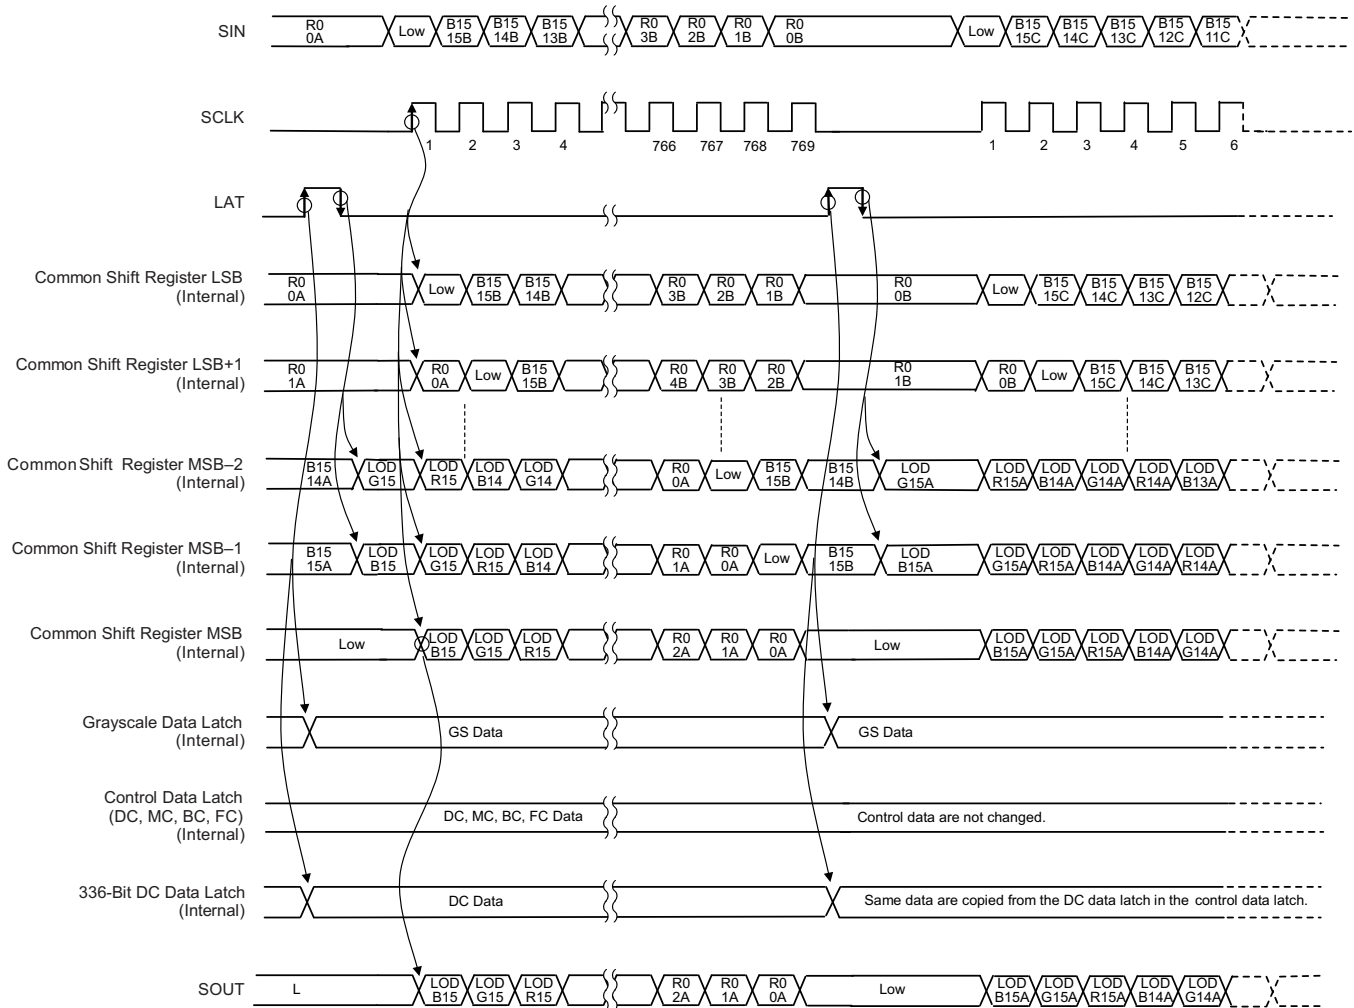 SIN
R0 Low B15 B15 B15 R0 R0 R0 R0 Low B15 B15 B15 B15 B15
0A 15B 14B 13B 3B 2B 1B 0B 15C 14C 13C 12C 11C
SCLK
1 2 3 4 766 767 768 769 1 2 3 4 5 6
LAT
Common Shift Register LSB
(Internal)
R0 Low B15 B15 R0 R0 R0 R0 Low B15 B15 B15 B15
0A 15B 14B 3B 2B 1B 0B 15C 14C 13C 12C
Common Shift Register LSB+1
(Internal)
R0 R0 Low B15 R0 R0 R0 R0 R0 Low B15 B15 B15
1A 0A 15B 4B 3B 2B 1B 0B 15C 14C 13C
Common Shift Register MSB–2
(Internal)
B15 LOD LOD LOD LOD R0 Low B15 B15 LOD LOD LOD LOD LOD LOD
14A G15 R15 B14 G14 0A 15B 14B G15A R15A B14A G14A R14A B13A
Common Shift Register MSB–1
(Internal)
B15 LOD LOD LOD LOD R0 R0 Low B15 LOD LOD LOD LOD LOD LOD
15A B15 G15 R15 B14 1A 0A 15B B15A G15A R15A B14A G14A R14A
Common Shift Register MSB
(Internal)
Low LOD LOD LOD R0 R0 R0 Low LOD LOD LOD LOD LOD
B15 G15 R15 2A 1A 0A B15A G15A R15A B14A G14A
Grayscale Data Latch
(Internal)
GS Data GS Data
Control Data Latch
(DC, MC, BC, FC)
(Internal)
DC, MC, BC, FC Data Control data are not changed.
336-Bit DC Data Latch
(Internal)
DC Data Same data are copied from the DC data latch in the control data latch.
SOUT
L LOD LOD LOD R0 R0 R0 Low LOD LOD LOD LOD LOD
B15 G15 R15 2A 1A 0A B15A G15A R15A B14A G14A